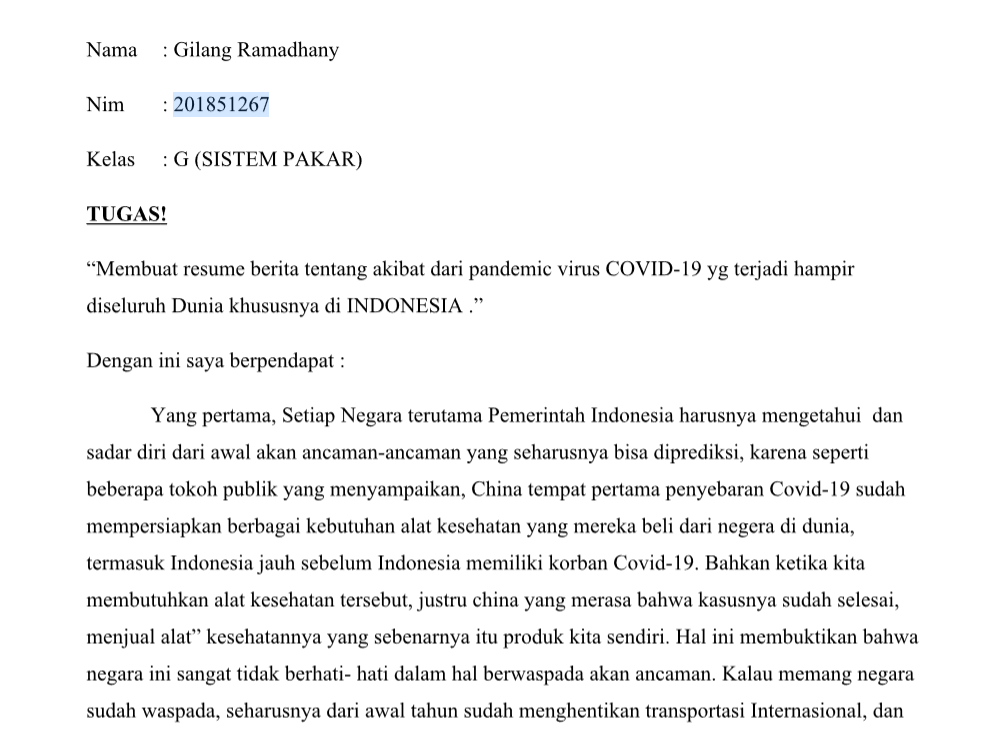 Nama : Gilang Ramadhany
Nim : 201851267
Kelas : G (SISTEM PAKAR)
TUGAS!
“Membuat resume berita tentang akibat dari pandemic virus COVID-19 yg terjadi hampir
diseluruh Dunia khususnya di INDONESIA .”
Dengan ini saya berpendapat :
Yang pertama, Setiap Negara terutama Pemerintah Indonesia harusnya mengetahui  dan
sadar diri dari awal akan ancaman-ancaman yang seharusnya bisa diprediksi, karena seperti
beberapa tokoh publik yang menyampaikan, China tempat pertama penyebaran Covid-19 sudah
mempersiapkan berbagai kebutuhan alat kesehatan yang mereka beli dari negera di dunia,
termasuk Indonesia jauh sebelum Indonesia memiliki korban Covid-19. Bahkan ketika kita
membutuhkan alat kesehatan tersebut, justru china yang merasa bahwa kasusnya sudah selesai,
menjual alat” kesehatannya yang sebenarnya itu produk kita sendiri. Hal ini membuktikan bahwa
negara ini sangat tidak berhati- hati dalam hal berwaspada akan ancaman. Kalau memang negara
sudah waspada, seharusnya dari awal tahun sudah menghentikan transportasi Internasional, dan